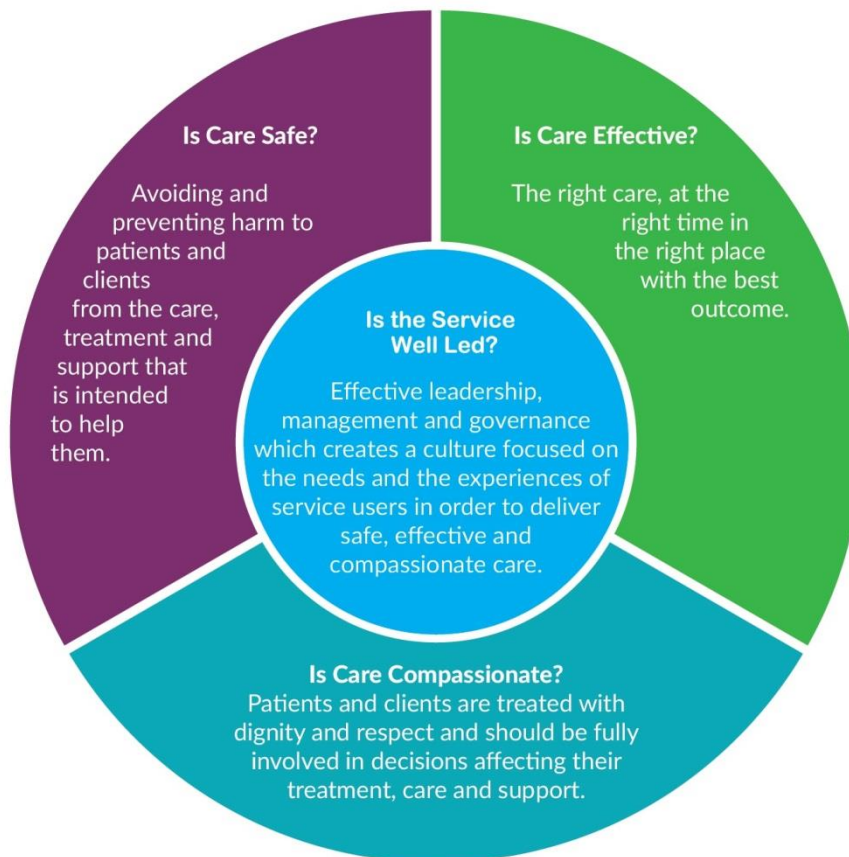 Is Care Safe?
Avoiding and
preventing harm to
patients and
clients
from the care,
treatment and
support that
is intended
to help
them.
Is Care Effective?
The right care, at the
right time in
the right place
with the best
outcome.
Is the Service
Well Led?
Effective leadership,
management and governance
which creates a culture focused on
the needs and the experiences of
service users in order to deliver
safe, effective and
compassionate care.
Is Care Compassionate?
Patients and clients are treated with
dignity and respect and should be fully
involved in decisions affecting their
treatment, care and support.